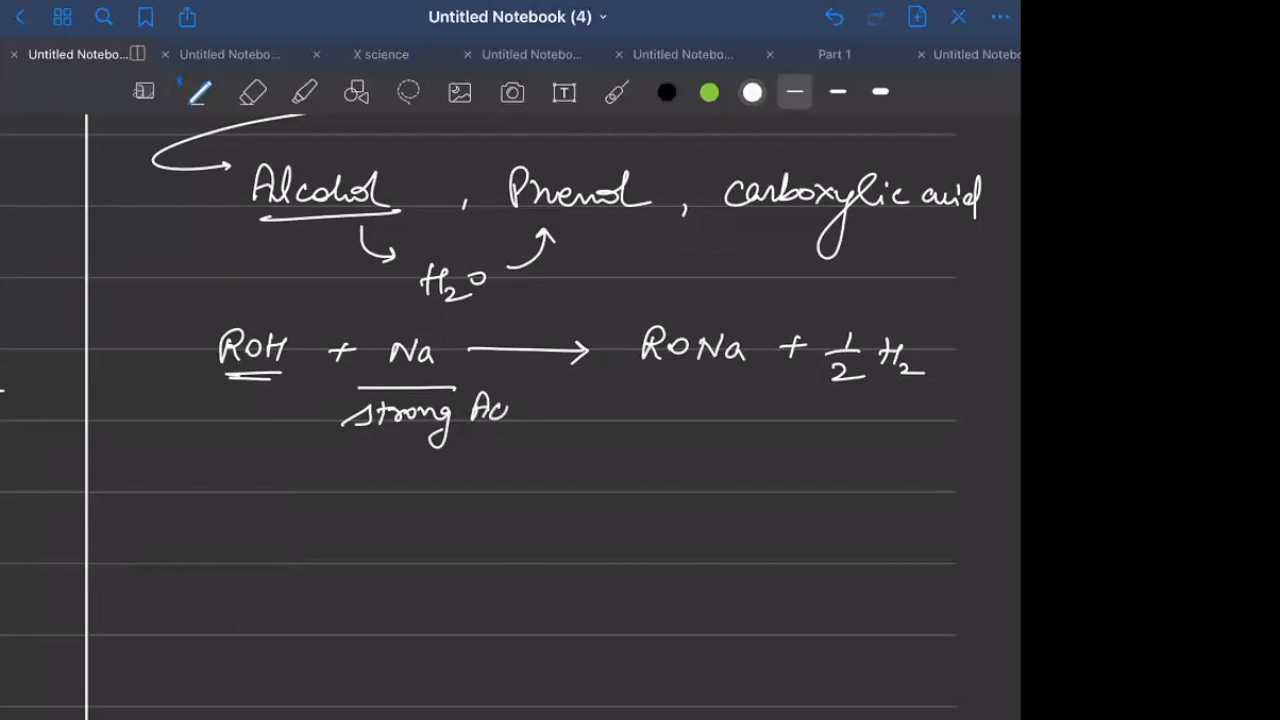 Untitled Notebook (4)
Untitled Notebo... Untitled Notebo... X science Untitled Notebo... Untitled Notebo... Part 1 Untitled Notebo
T
Alcohol , Phenol , carboxylic acid
H2O
ROH + Na → RONa + 1/2 H2
strong Ac